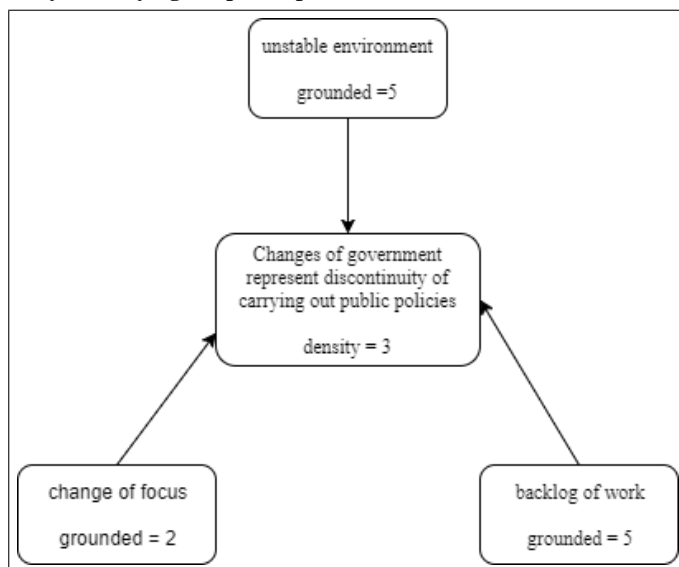 unstable environment
grounded =5
Changes of government
represent discontinuity of
carrying out public policies
density = 3
change of focus
grounded = 2
backlog of work
grounded = 5